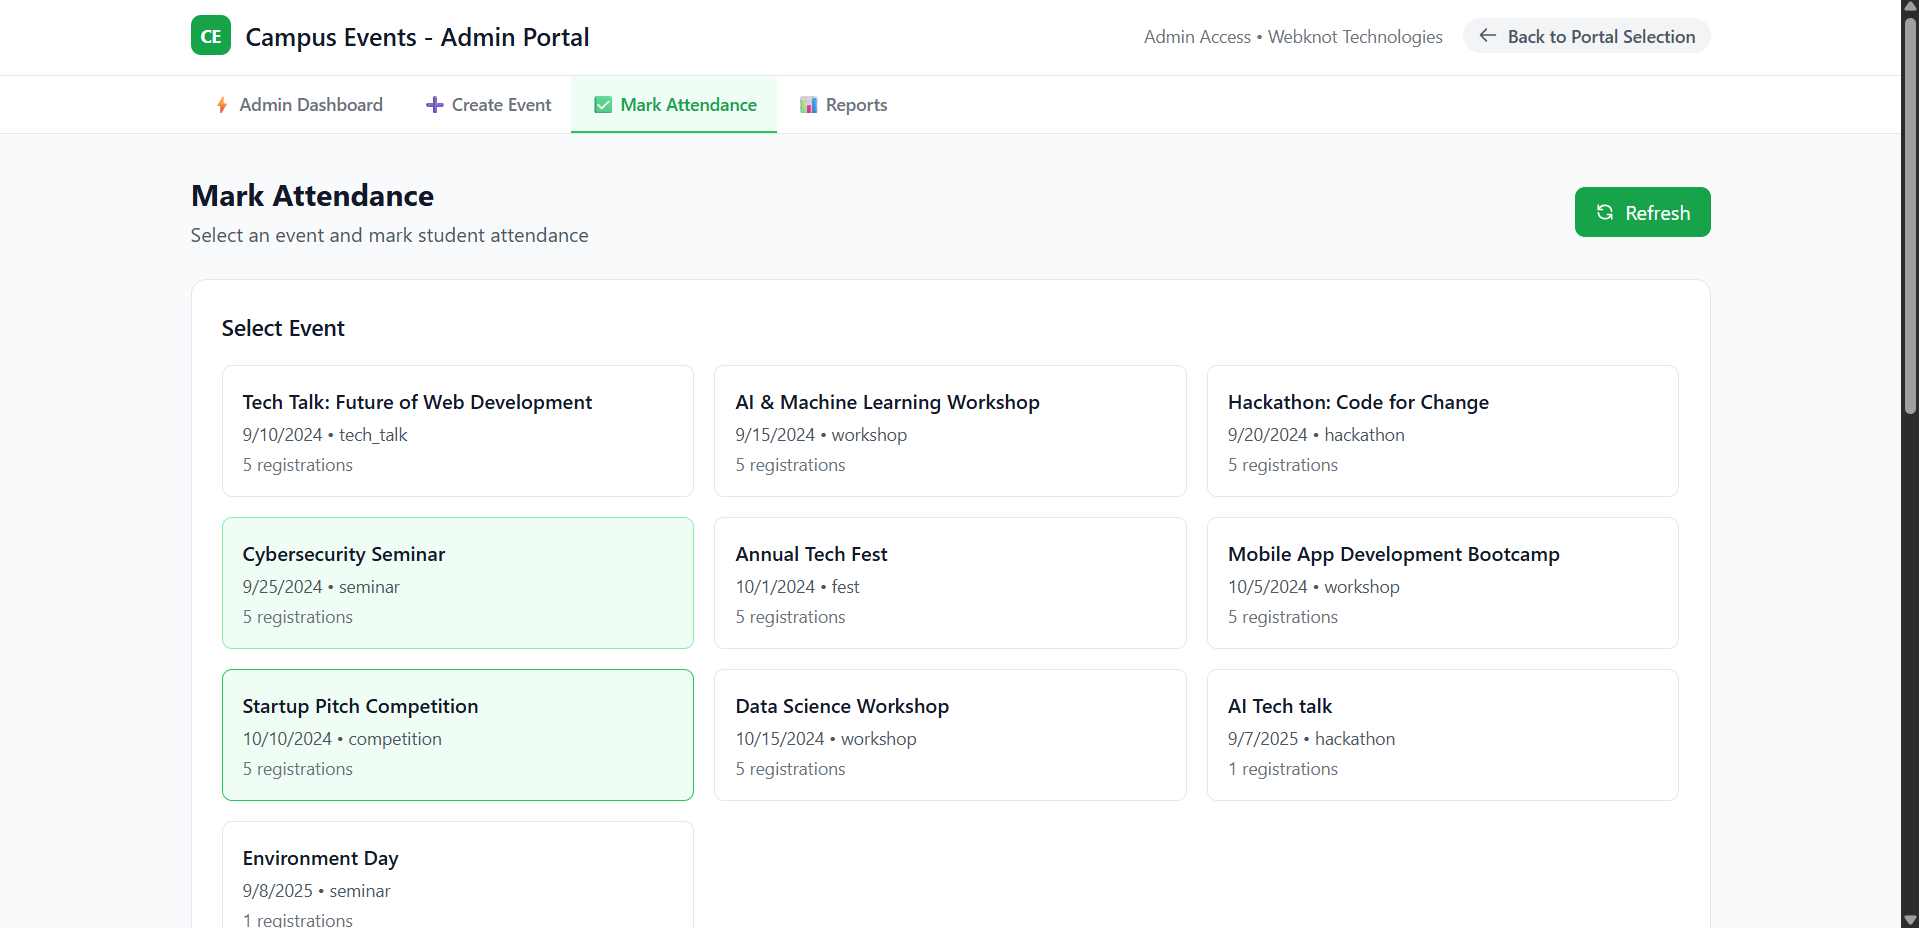 CE Campus Events - Admin Portal
Admin Access • Webknot Technologies
Back to Portal Selection
Admin Dashboard
Create Event
Mark Attendance
Reports
Mark Attendance
Select an event and mark student attendance
Refresh
Select Event
Tech Talk: Future of Web Development
9/10/2024 • tech_talk
5 registrations
AI & Machine Learning Workshop
9/15/2024 • workshop
5 registrations
Hackathon: Code for Change
9/20/2024 • hackathon
5 registrations
Cybersecurity Seminar
9/25/2024 • seminar
5 registrations
Annual Tech Fest
10/1/2024 • fest
5 registrations
Mobile App Development Bootcamp
10/5/2024 • workshop
5 registrations
Startup Pitch Competition
10/10/2024 • competition
5 registrations
Data Science Workshop
10/15/2024 • workshop
5 registrations
AI Tech talk
9/7/2025 • hackathon
1 registrations
Environment Day
9/8/2025 • seminar
1 registrations